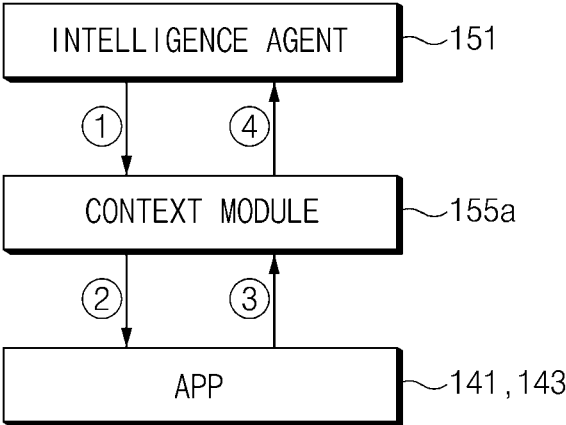 INTELLIGENCE AGENT 151
① ④
CONTEXT MODULE 155a
② ③
APP 141, 143